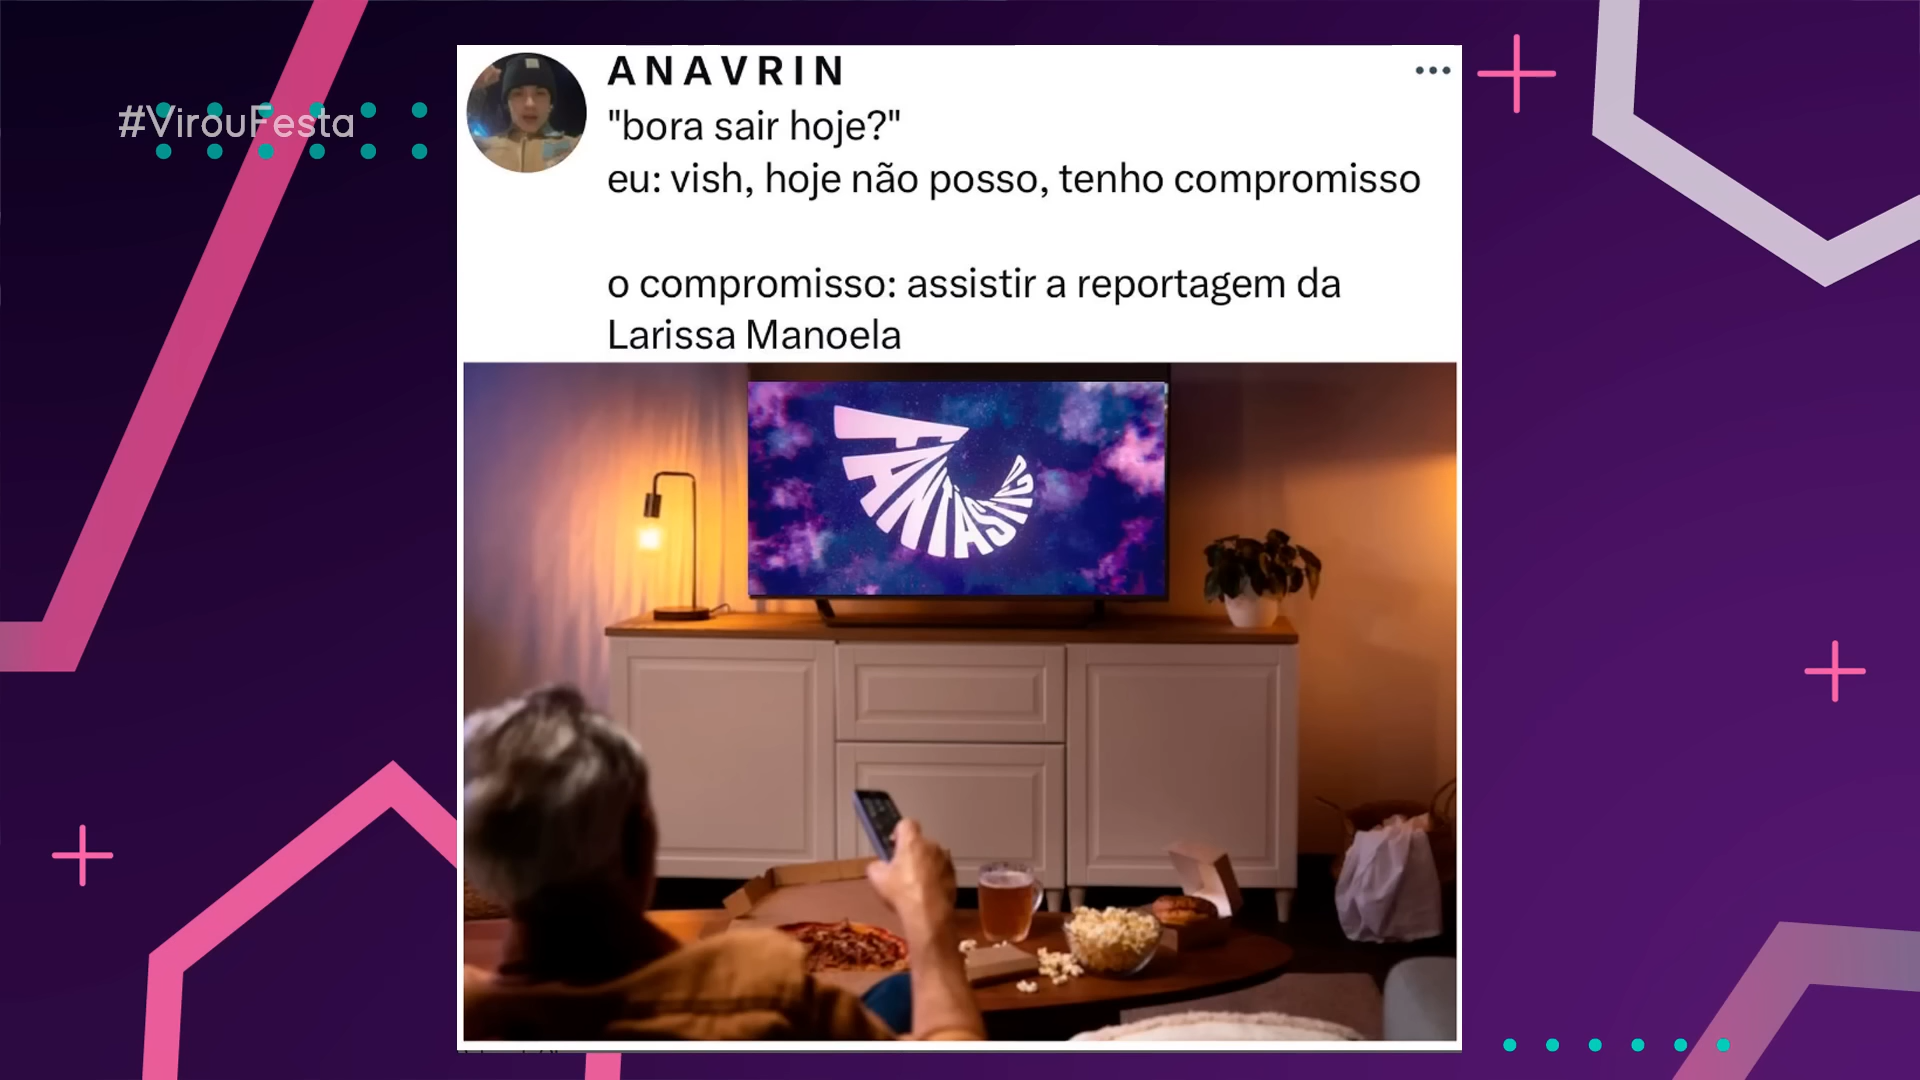 #VirouFesta
ANAVRIN
"bora sair hoje?"
eu: vish, hoje não posso, tenho compromisso
o compromisso: assistir a reportagem da
Larissa Manoela
FANTÁSTICO